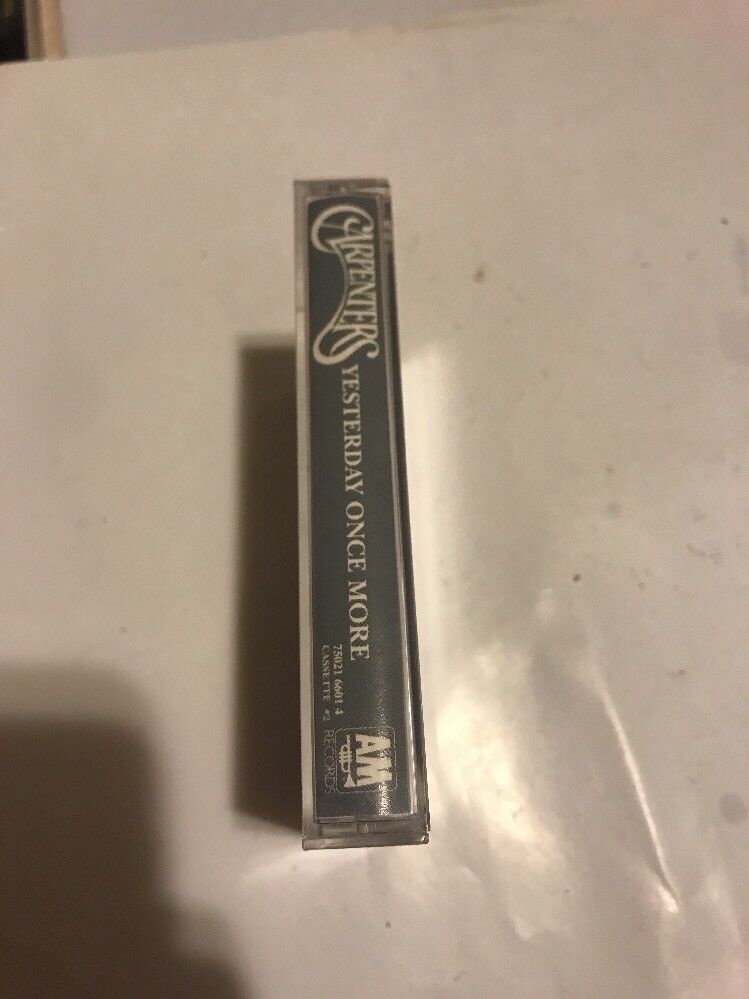 CARPENTERS
YESTERDAY ONCE MORE
75021 6601 4
CASSETTE #2
A&M
RECORDS